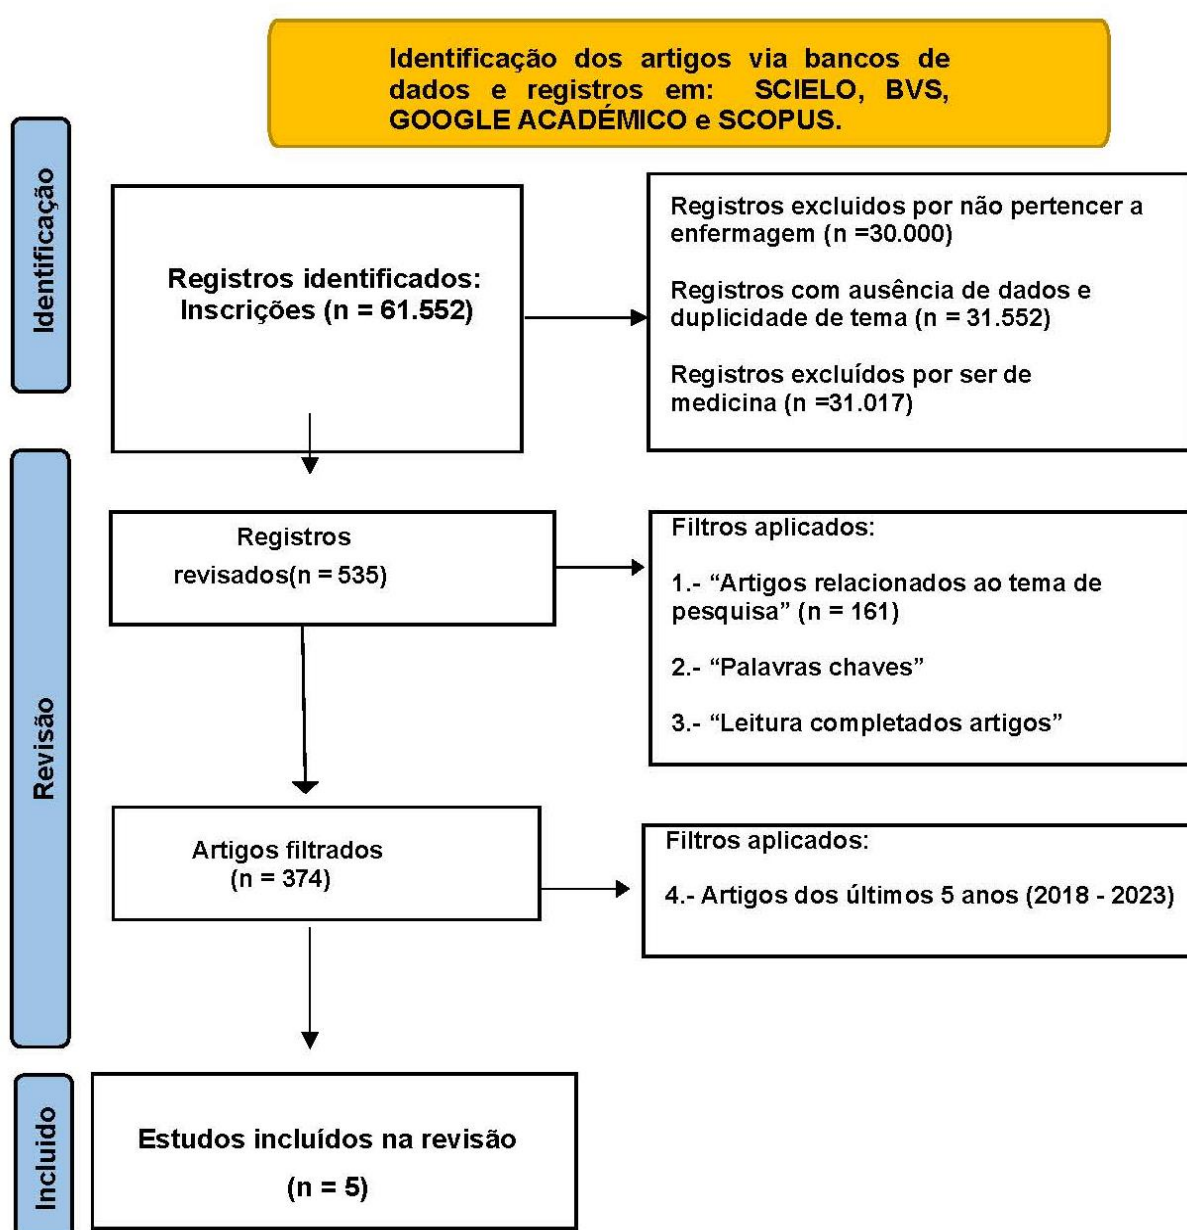 Identificação dos artigos via bancos de
dados e registros em: SCIELO, BVS,
GOOGLE ACADÉMICO e SCOPUS.
Identificação
Registros identificados:
Inscrições (n = 61.552)
Registros excluidos por não pertencer a
enfermagem (n =30.000)
Registros com ausência de dados e
duplicidade de tema (n = 31.552)
Registros excluídos por ser de
medicina (n =31.017)
Revisão
Registros
revisados(n = 535)
Filtros aplicados:
1.- “Artigos relacionados ao tema de
pesquisa” (n = 161)
2.- “Palavras chaves”
3.- “Leitura completados artigos”
Artigos filtrados
(n = 374)
Filtros aplicados:
4.- Artigos dos últimos 5 anos (2018 - 2023)
Incluido
Estudos incluídos na revisão
(n = 5)